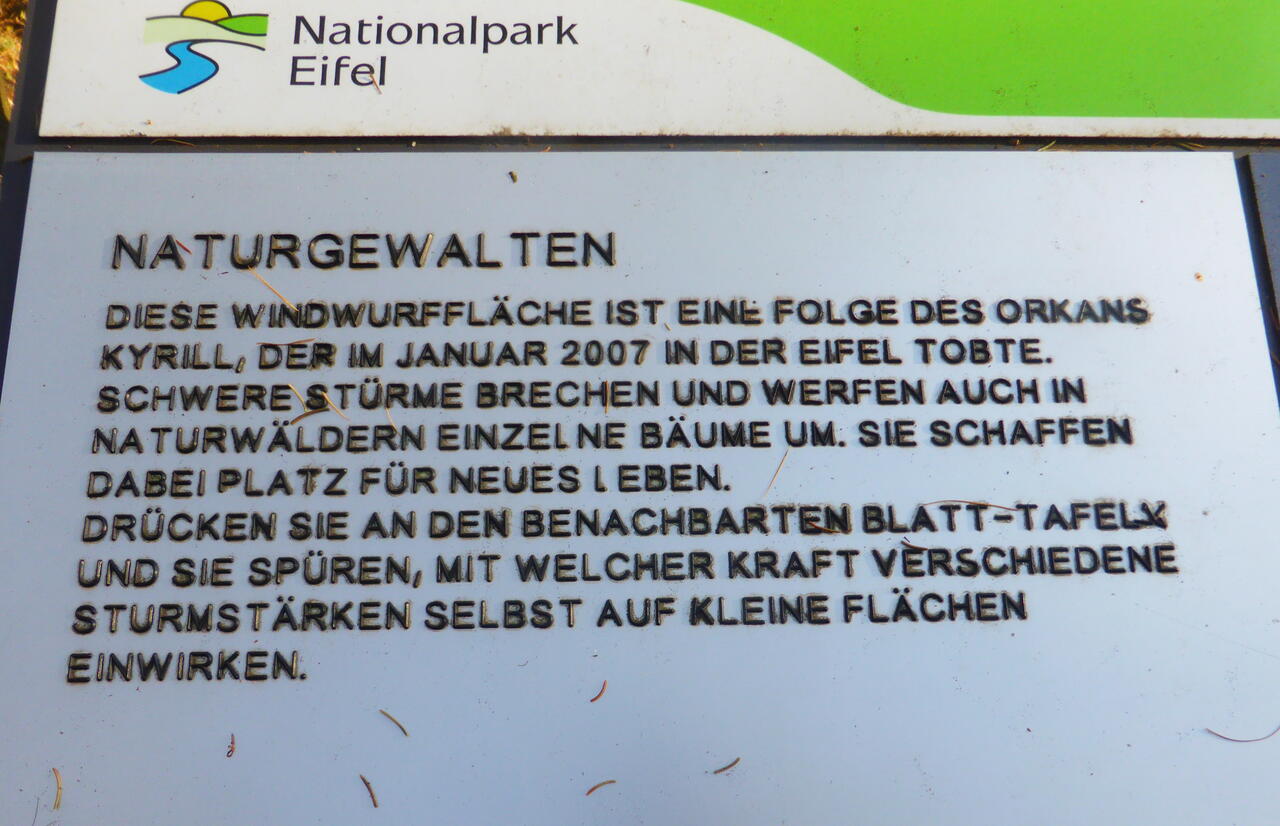 Nationalpark
Eifel
NATURGEWALTEN
DIESE WINDWURFFLÄCHE IST EINE FOLGE DES ORKANS
KYRILL, DER IM JANUAR 2007 IN DER EIFEL TOBTE.
SCHWERE STÜRME BRECHEN UND WERFEN AUCH IN
NATURWÄLDERN EINZELNE BÄUME UM. SIE SCHAFFEN
DABEI PLATZ FÜR NEUES LEBEN.
DRÜCKEN SIE AN DEN BENACHBARTEN BLATT-TAFELN
UND SIE SPÜREN, MIT WELCHER KRAFT VERSCHIEDENE
STURMSTÄRKEN SELBST AUF KLEINE FLÄCHEN
EINWIRKEN.